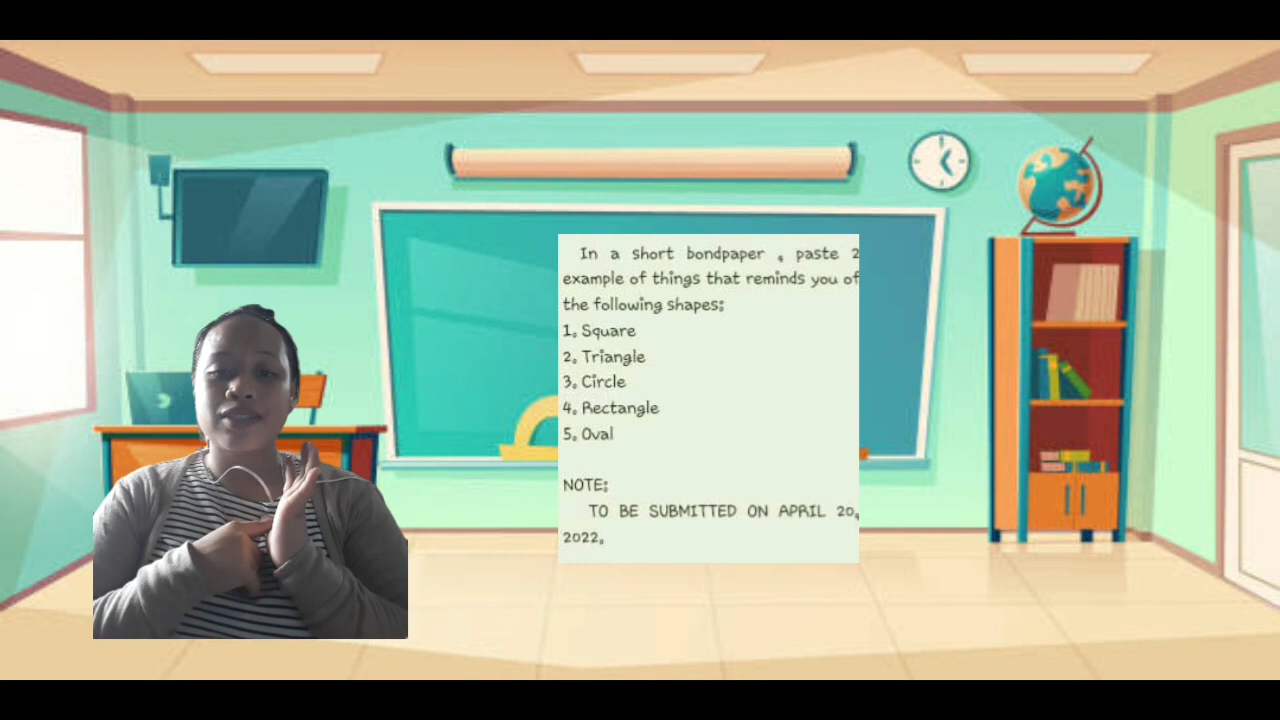 In a short bondpaper , paste 2
example of things that reminds you of
the following shapes:
1. Square
2. Triangle
3. Circle
4. Rectangle
5. Oval
NOTE:
TO BE SUBMITTED ON APRIL 20,
2022.